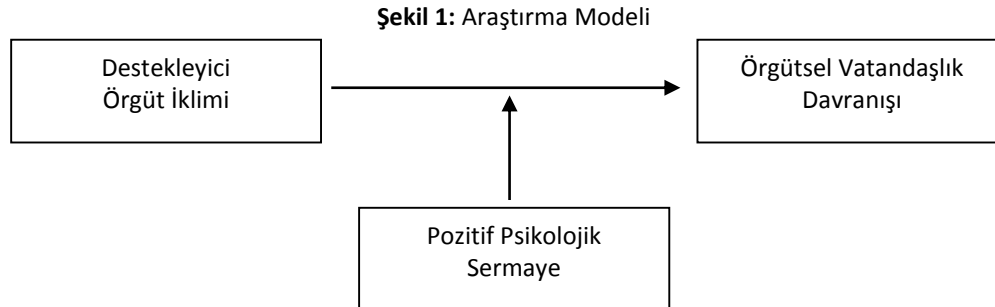 Şekil 1: Araştırma Modeli
Destekleyici
Örgüt İklimi
Örgütsel Vatandaşlık
Davranışı
Pozitif Psikolojik
Sermaye